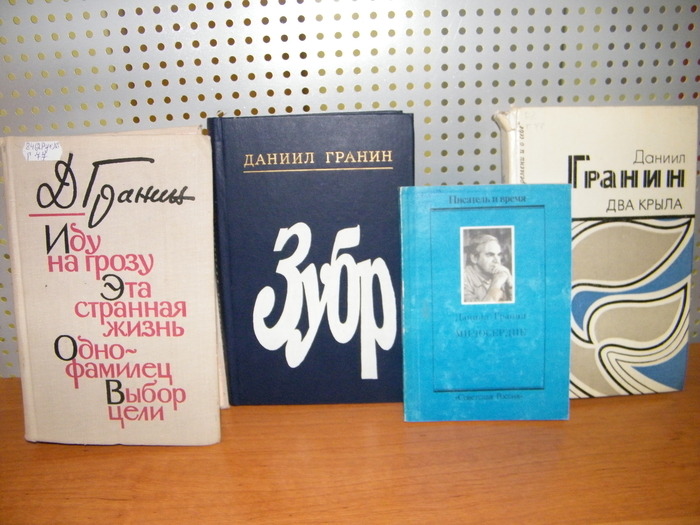 Д Гранин
Иду
на грозу
Эта
странная
жизнь
Одно-
фамилец
Выбор
цели
ДАНИИЛ ГРАНИН
Зубр
Писатель и время
Даниил Гранин
МИЛОСЕРДИЕ
«Советская Россия»
Даниил
Гранин
ДВА КРЫЛА